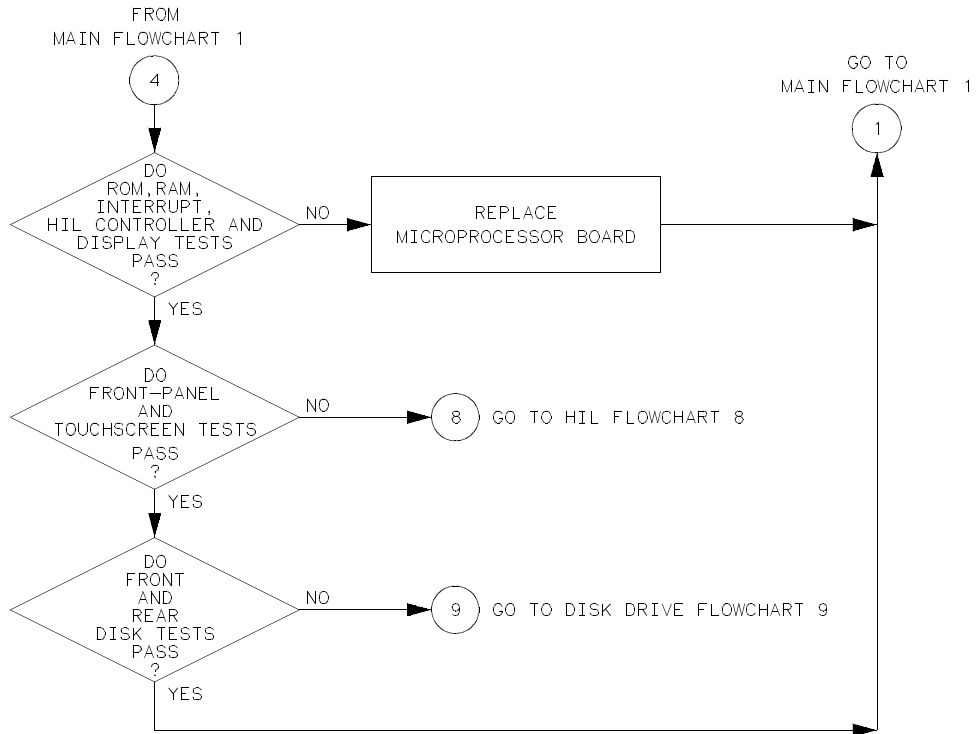 FROM
MAIN FLOWCHART 1
4
GO TO
MAIN FLOWCHART 1
1
DO
ROM,RAM,
INTERRUPT,
HIL CONTROLLER AND
DISPLAY TESTS
PASS
?
NO
REPLACE
MICROPROCESSOR BOARD
YES
DO
FRONT-PANEL
AND
TOUCHSCREEN TESTS
PASS
?
NO
8
GO TO HIL FLOWCHART 8
YES
DO
FRONT
AND
REAR
DISK TESTS
PASS
?
NO
9
GO TO DISK DRIVE FLOWCHART 9
YES